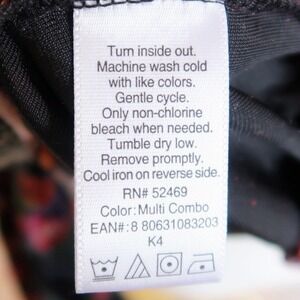 Turn inside out.
Machine wash cold
with like colors.
Gentle cycle.
Only non-chlorine
bleach when needed.
Tumble dry low.
Remove promptly.
Cool iron on reverse side.
RN# 52469
Color: Multi Combo
EAN#: 8 80631083203
K4